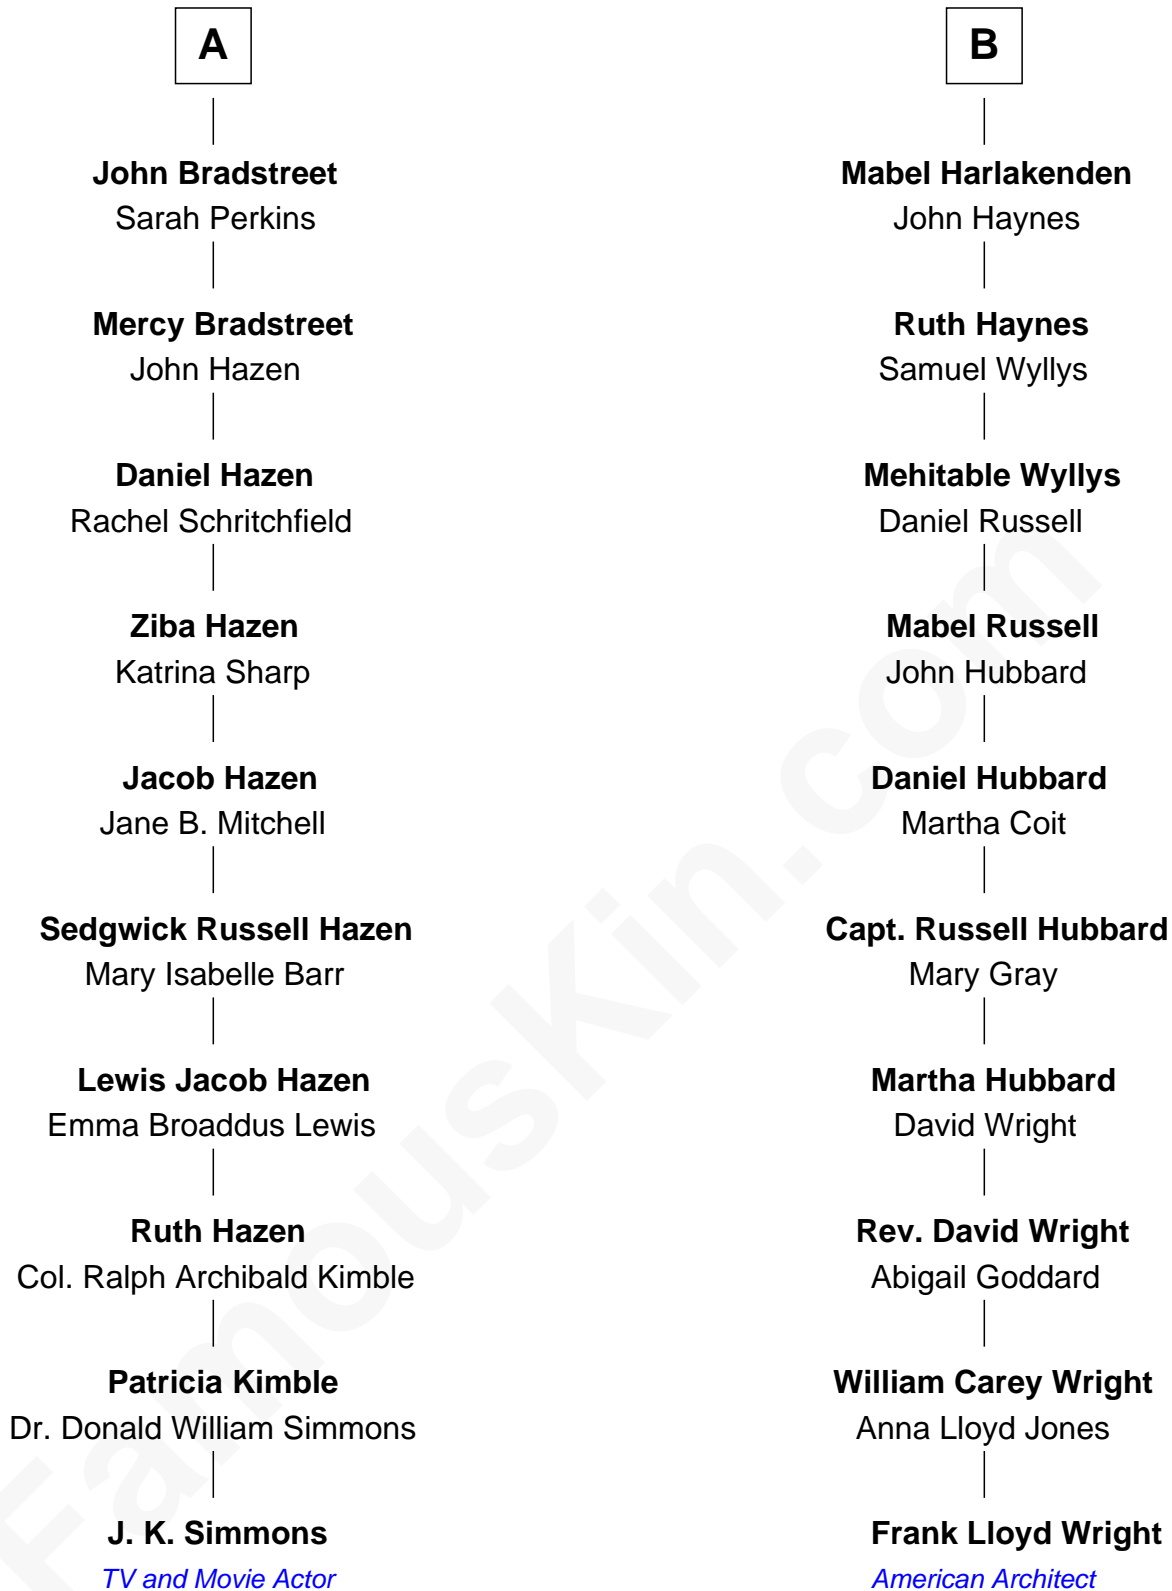 A
John Bradstreet
Sarah Perkins
Mercy Bradstreet
John Hazen
Daniel Hazen
Rachel Schritchfield
Ziba Hazen
Katrina Sharp
Jacob Hazen
Jane B. Mitchell
Sedgwick Russell Hazen
Mary Isabelle Barr
Lewis Jacob Hazen
Emma Broaddus Lewis
Ruth Hazen
Col. Ralph Archibald Kimble
Patricia Kimble
Dr. Donald William Simmons
J. K. Simmons
TV and Movie Actor
B
Mabel Harlakenden
John Haynes
Ruth Haynes
Samuel Wyllys
Mehitable Wyllys
Daniel Russell
Mabel Russell
John Hubbard
Daniel Hubbard
Martha Coit
Capt. Russell Hubbard
Mary Gray
Martha Hubbard
David Wright
Rev. David Wright
Abigail Goddard
William Carey Wright
Anna Lloyd Jones
Frank Lloyd Wright
American Architect
FamousKin.com